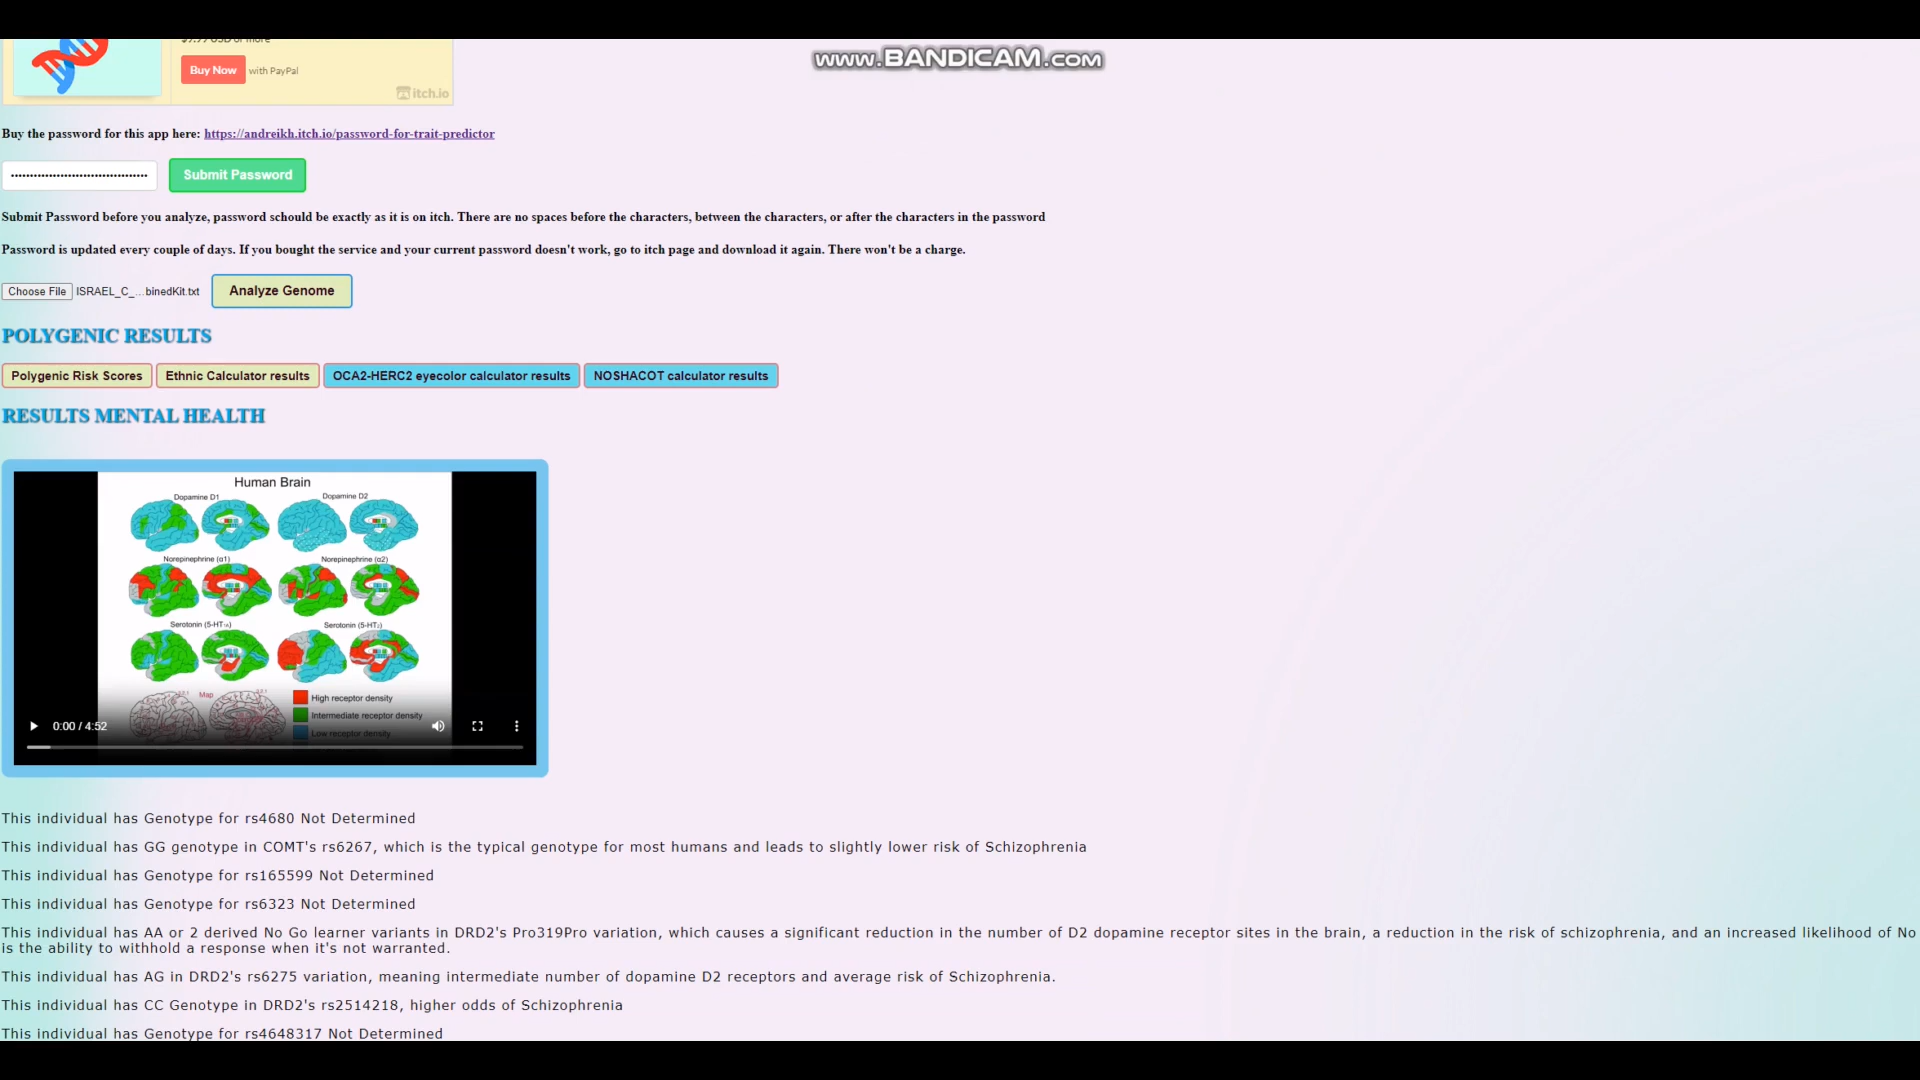 www.BANDICAM.com
$9.99 USD or more
Buy Now with PayPal
itch.io
Buy the password for this app here: https://andreikh.itch.io/password-for-trait-predictor
Submit Password
Submit Password before you analyze, password schould be exactly as it is on itch. There are no spaces before the characters, between the characters, or after the characters in the password
Password is updated every couple of days. If you bought the service and your current password doesn't work, go to itch page and download it again. There won't be a charge.
Choose File ISRAEL_C_...binedKit.txt Analyze Genome
POLYGENIC RESULTS
Polygenic Risk Scores Ethnic Calculator results OCA2-HERC2 eyecolor calculator results NOSHACOT calculator results
RESULTS MENTAL HEALTH
Human Brain
Dopamine D1 Dopamine D2
Norepinephrine (α1) Norepinephrine (α2)
Serotonin (5-HT₁ₐ) Serotonin (5-HT₂)
Map
High receptor density
Intermediate receptor density
Low receptor density
0:00 / 4:52
This individual has Genotype for rs4680 Not Determined
This individual has GG genotype in COMT's rs6267, which is the typical genotype for most humans and leads to slightly lower risk of Schizophrenia
This individual has Genotype for rs165599 Not Determined
This individual has Genotype for rs6323 Not Determined
This individual has AA or 2 derived No Go learner variants in DRD2's Pro319Pro variation, which causes a significant reduction in the number of D2 dopamine receptor sites in the brain, a reduction in the risk of schizophrenia, and an increased likelihood of No
is the ability to withhold a response when it's not warranted.
This individual has AG in DRD2's rs6275 variation, meaning intermediate number of dopamine D2 receptors and average risk of Schizophrenia.
This individual has CC Genotype in DRD2's rs2514218, higher odds of Schizophrenia
This individual has Genotype for rs4648317 Not Determined